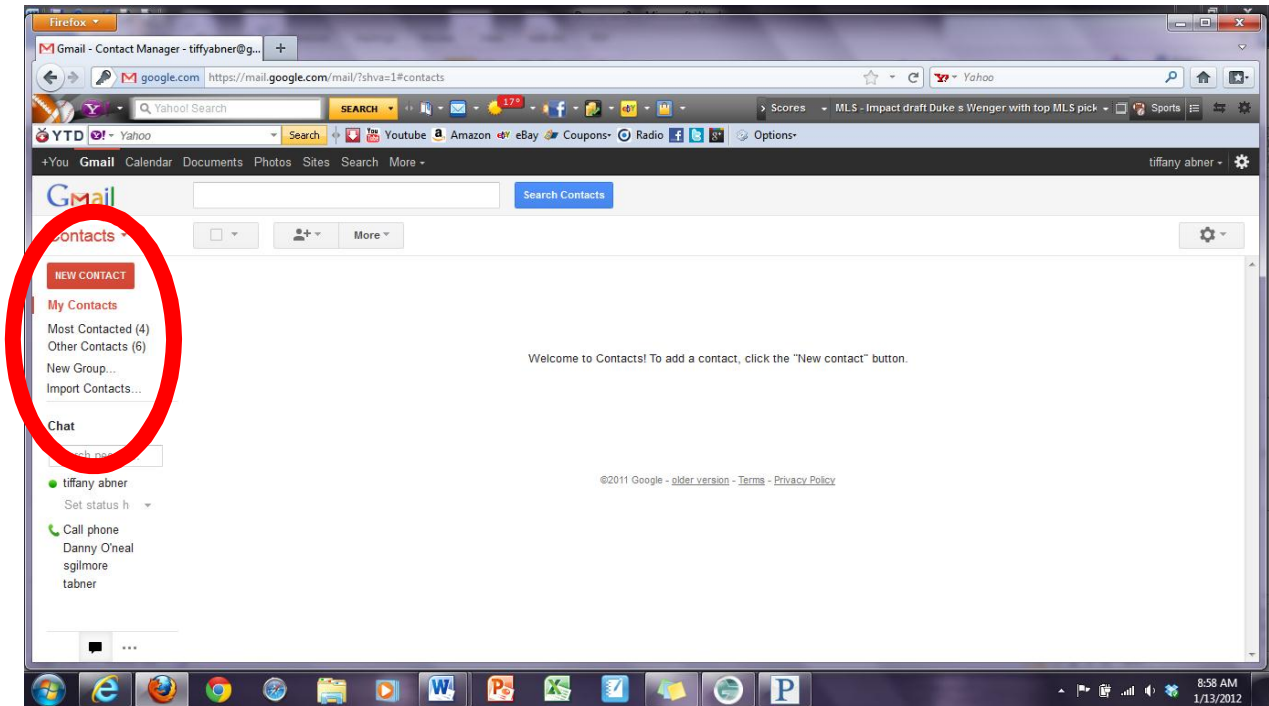 Firefox
Gmail - Contact Manager - tiffyabner@g...
google.com https://mail.google.com/mail/?shva=1#contacts
Yahoo
Yahoo! Search
SEARCH
17°
Scores
MLS - Impact draft Duke s Wenger with top MLS pick
Sports
YTD Yahoo Search Youtube Amazon eBay Coupons Radio Options
+You Gmail Calendar Documents Photos Sites Search More
tiffany abner
Gmail
Search Contacts
Contacts
More
NEW CONTACT
My Contacts
Most Contacted (4)
Other Contacts (6)
New Group...
Import Contacts...
Welcome to Contacts! To add a contact, click the "New contact" button.
Chat
tiffany abner
Set status h
©2011 Google - older version - Terms - Privacy Policy
Call phone
Danny O'neal
sgilmore
tabner
8:58 AM
1/13/2012